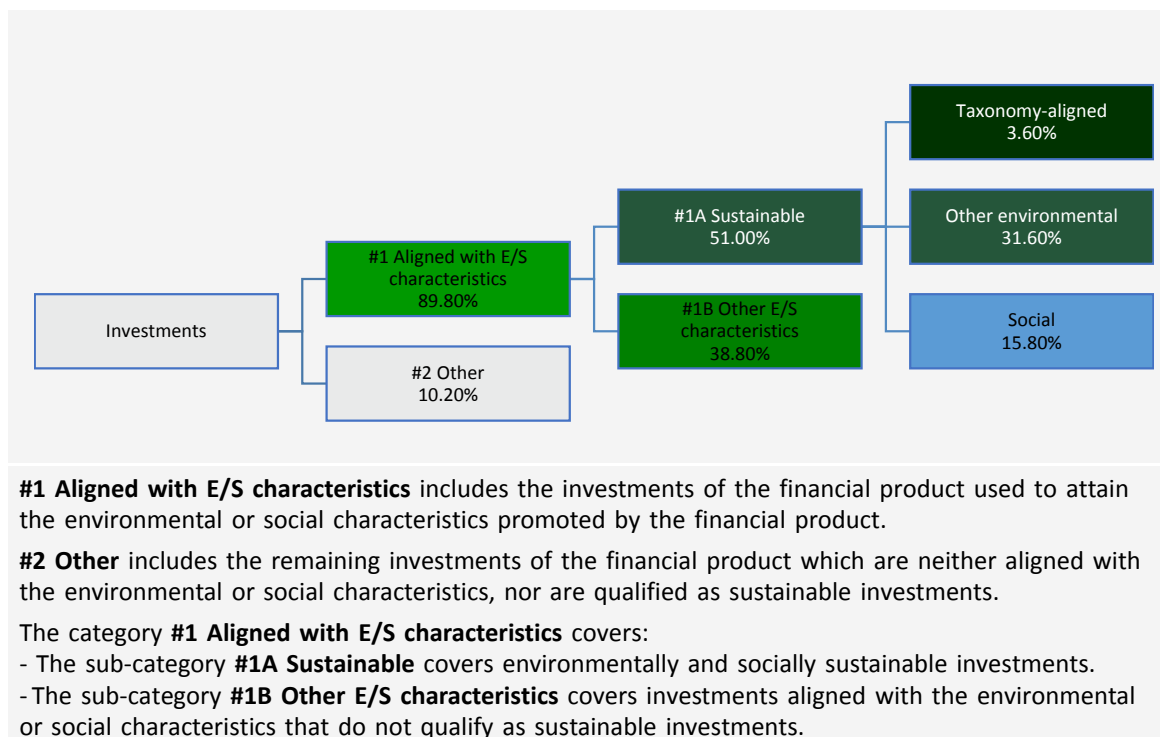 Taxonomy-aligned
3.60%
#1A Sustainable
51.00%
Other environmental
31.60%
#1 Aligned with E/S
characteristics
89.80%
Investments
#1B Other E/S
characteristics
38.80%
Social
15.80%
#2 Other
10.20%
#1 Aligned with E/S characteristics includes the investments of the financial product used to attain
the environmental or social characteristics promoted by the financial product.
#2 Other includes the remaining investments of the financial product which are neither aligned with
the environmental or social characteristics, nor are qualified as sustainable investments.
The category #1 Aligned with E/S characteristics covers:
- The sub-category #1A Sustainable covers environmentally and socially sustainable investments.
- The sub-category #1B Other E/S characteristics covers investments aligned with the environmental
or social characteristics that do not qualify as sustainable investments.